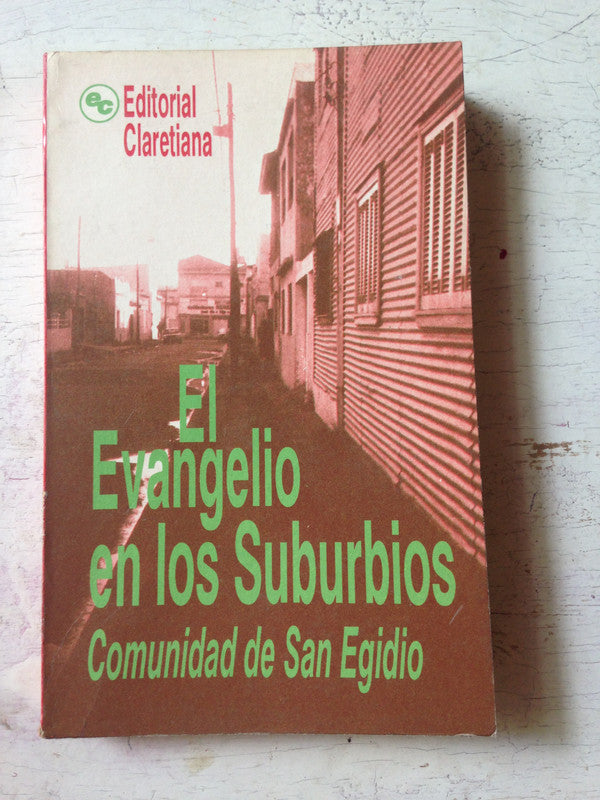 ec
Editorial
Claretiana
El
Evangelio
en los Suburbios
Comunidad de San Egidio